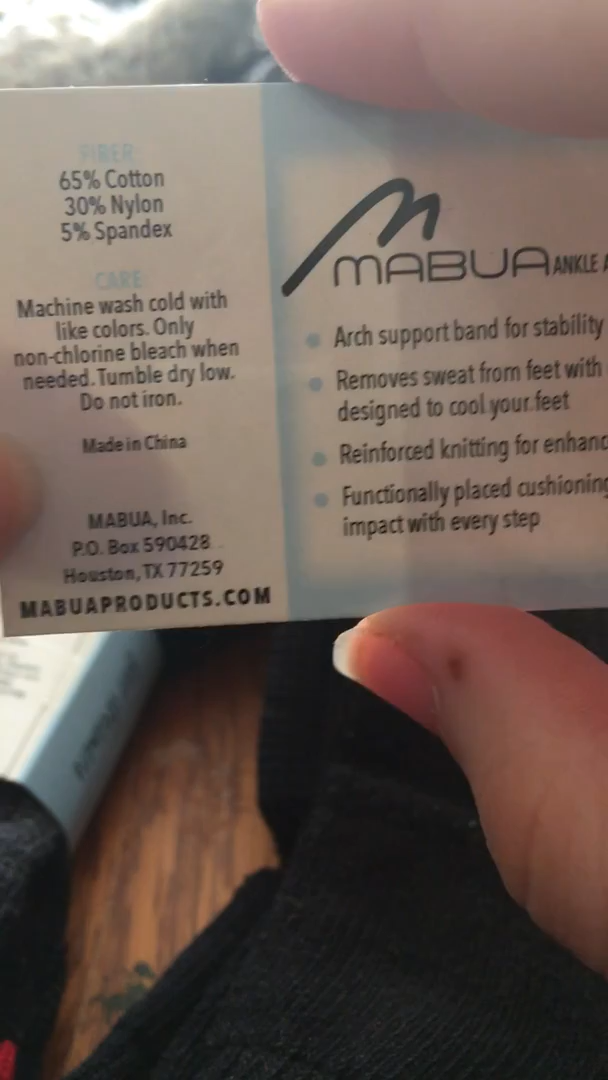 FIBER:
65% Cotton
30% Nylon
5% Spandex
CARE:
Machine wash cold with
like colors. Only
non-chlorine bleach when
needed. Tumble dry low.
Do not iron.
Made in China
MABUA, Inc.
P.O. Box 590428
Houston, TX 77259
MABUAPRODUCTS.COM
MABUA ANKLE
Arch support band for stability
Removes sweat from feet with
designed to cool your feet
Reinforced knitting for
Functionally placed cushioning
impact with every step